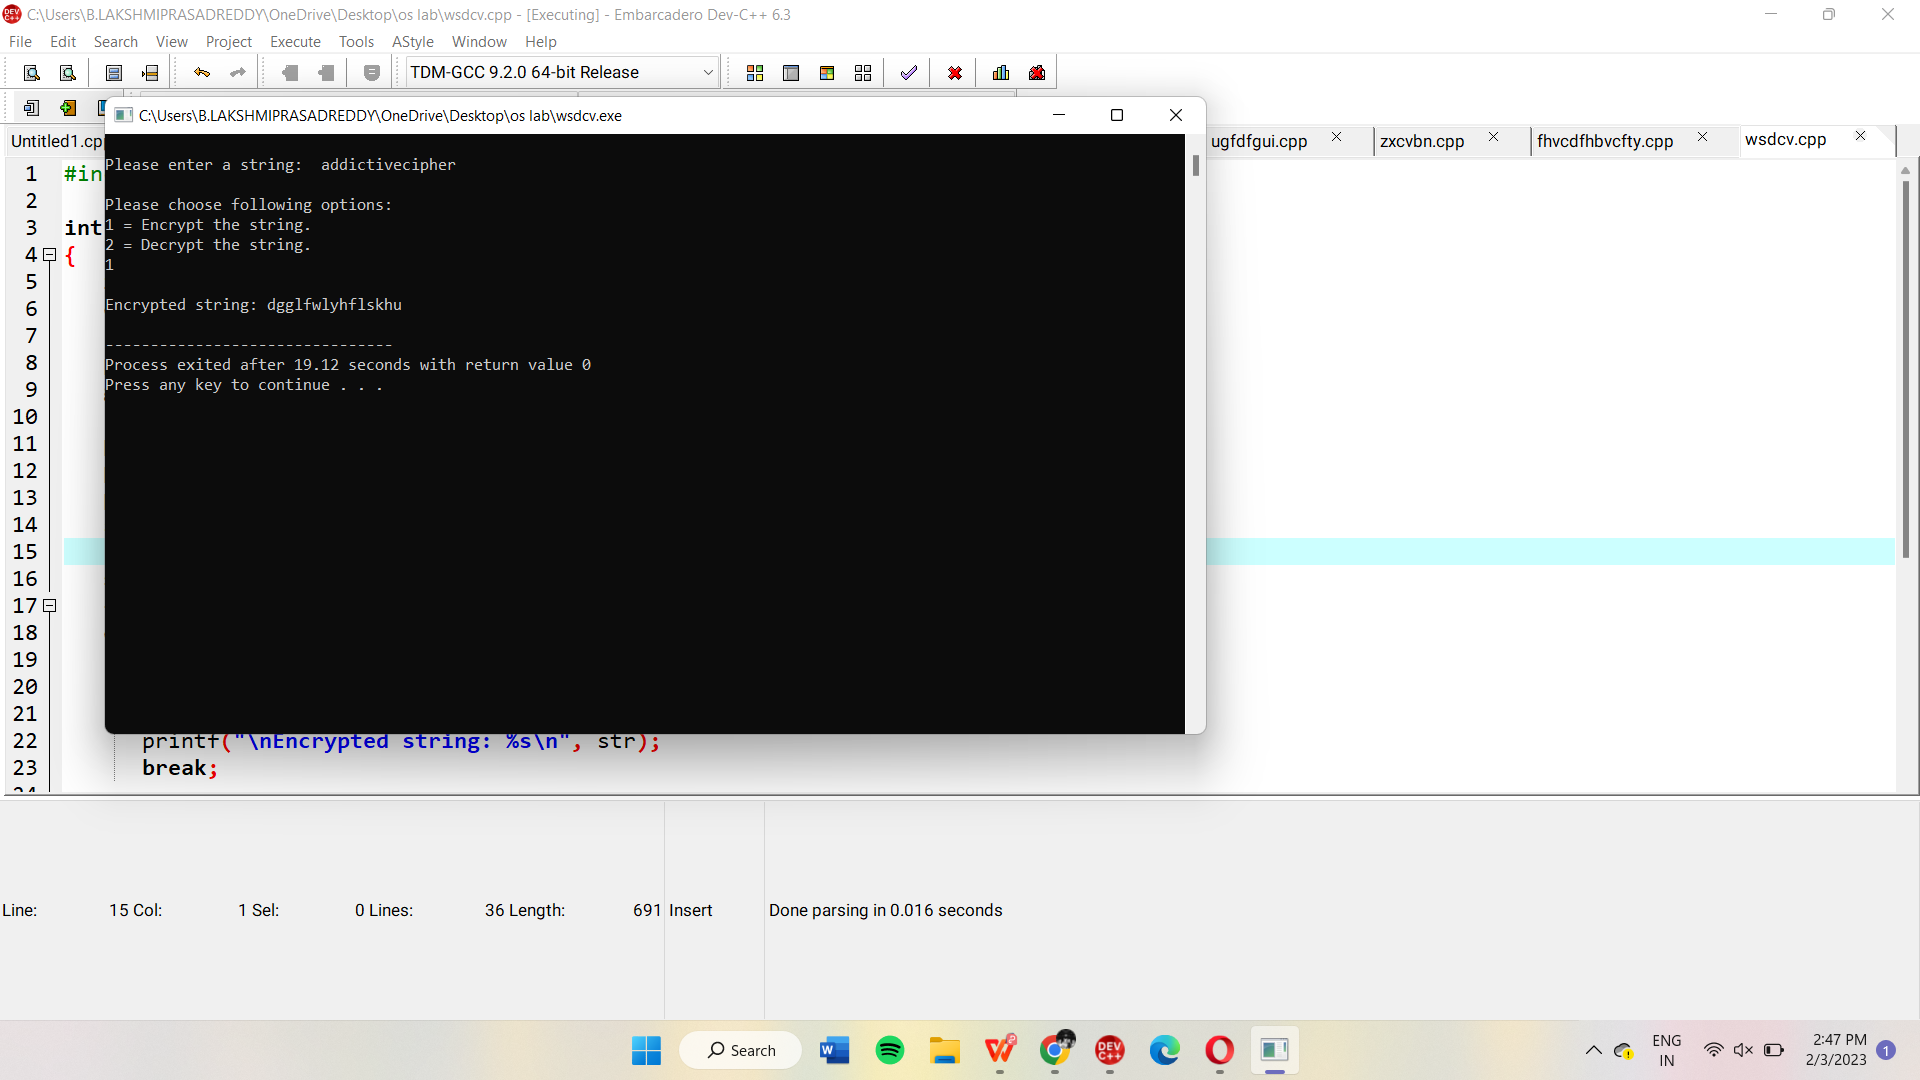 C:\Users\B.LAKSHMIPRASADREDDY\OneDrive\Desktop\os lab\wsdcv.cpp - [Executing] - Embarcadero Dev-C++ 6.3
File Edit Search View Project Execute Tools AStyle Window Help
TDM-GCC 9.2.0 64-bit Release
C:\Users\B.LAKSHMIPRASADREDDY\OneDrive\Desktop\os lab\wsdcv.exe
Untitled1.cp ugfdfgui.cpp zxcvbn.cpp fhvcdfhbvcfty.cpp wsdcv.cpp
Please enter a string:  addictivecipher
Please choose following options:
1 = Encrypt the string.
2 = Decrypt the string.
1
Encrypted string: dgglfwlyhflskhu
--------------------------------
Process exited after 19.12 seconds with return value 0
Press any key to continue . . .
1 #in
2
3 int
4 {
5
6
7
8
9
10
11
12
13
14
15
16
17
18
19
20
21
22 printf("\nEncrypted string: %s\n", str);
23 break;
24
Line: 15 Col: 1 Sel: 0 Lines: 36 Length: 691 Insert Done parsing in 0.016 seconds
Search
ENG
IN
2:47 PM
2/3/2023
1